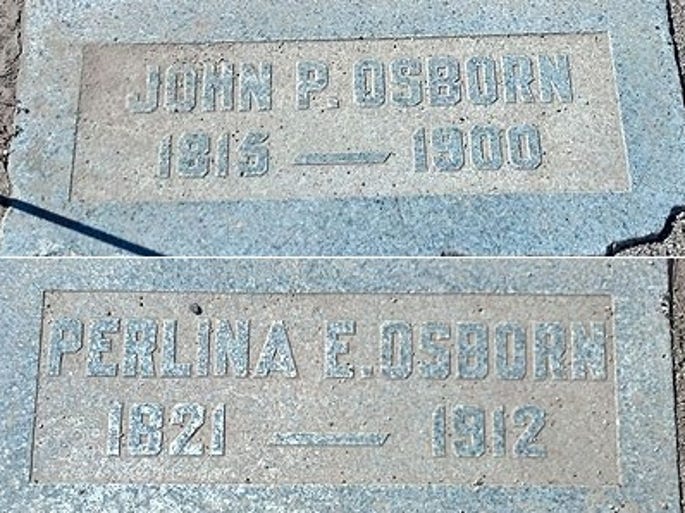 JOHN P. OSBORN
1815 — 1900
PERLINA E. OSBORN
1821 — 1912